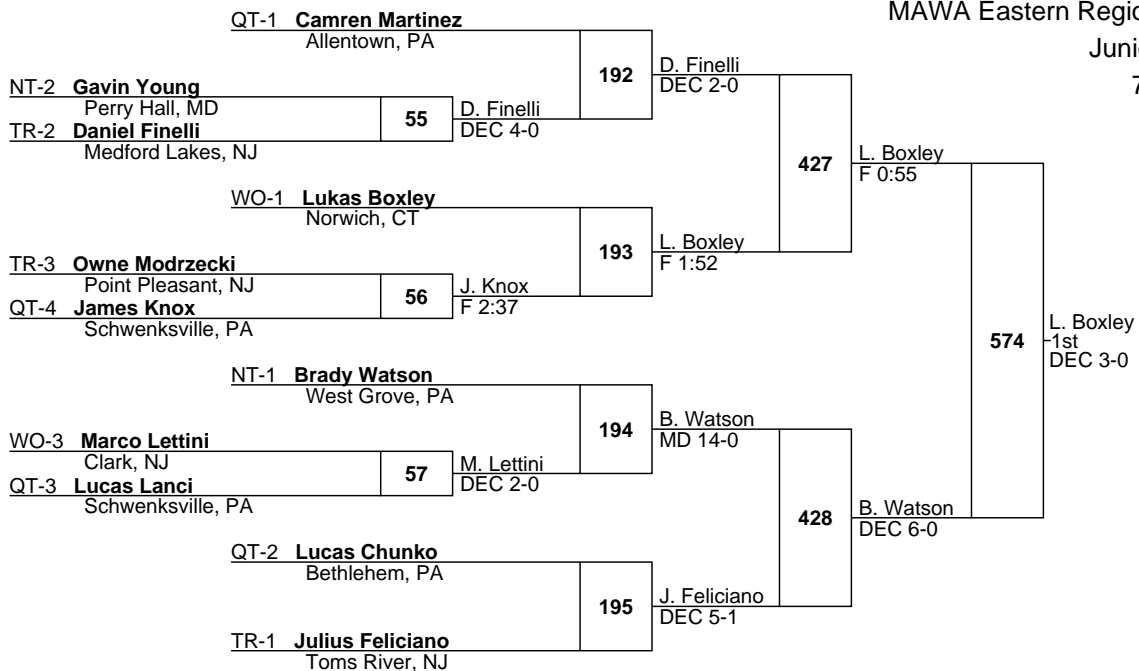 MAWA Eastern Regio
Junio
7
QT-1 Camren Martinez
Allentown, PA
192
D. Finelli
DEC 2-0
NT-2 Gavin Young
Perry Hall, MD
55
D. Finelli
DEC 4-0
TR-2 Daniel Finelli
Medford Lakes, NJ
427
L. Boxley
F 0:55
WO-1 Lukas Boxley
Norwich, CT
193
L. Boxley
F 1:52
TR-3 Owne Modrzecki
Point Pleasant, NJ
56
J. Knox
F 2:37
QT-4 James Knox
Schwenksville, PA
574
L. Boxley
1st
DEC 3-0
NT-1 Brady Watson
West Grove, PA
194
B. Watson
MD 14-0
WO-3 Marco Lettini
Clark, NJ
57
M. Lettini
DEC 2-0
QT-3 Lucas Lanci
Schwenksville, PA
428
B. Watson
DEC 6-0
QT-2 Lucas Chunko
Bethlehem, PA
195
J. Feliciano
DEC 5-1
TR-1 Julius Feliciano
Toms River, NJ